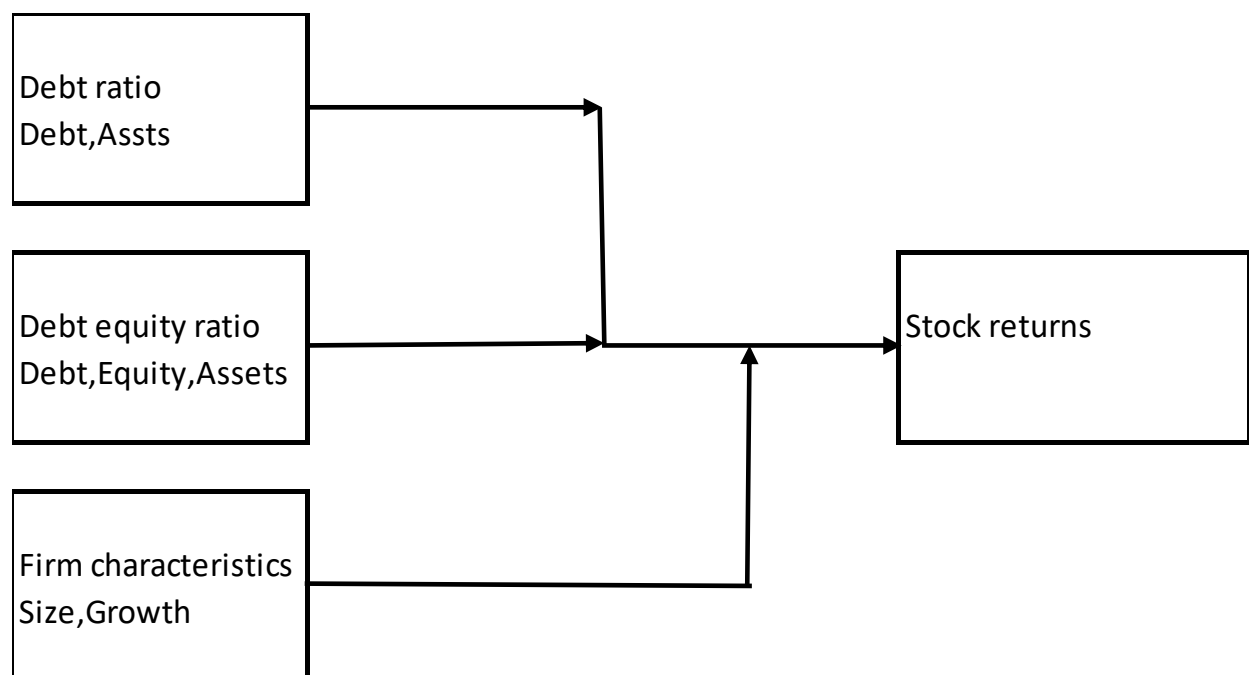 Debt ratio
Debt,Assts
Debt equity ratio
Debt,Equity,Assets
Stock returns
Firm characteristics
Size,Growth